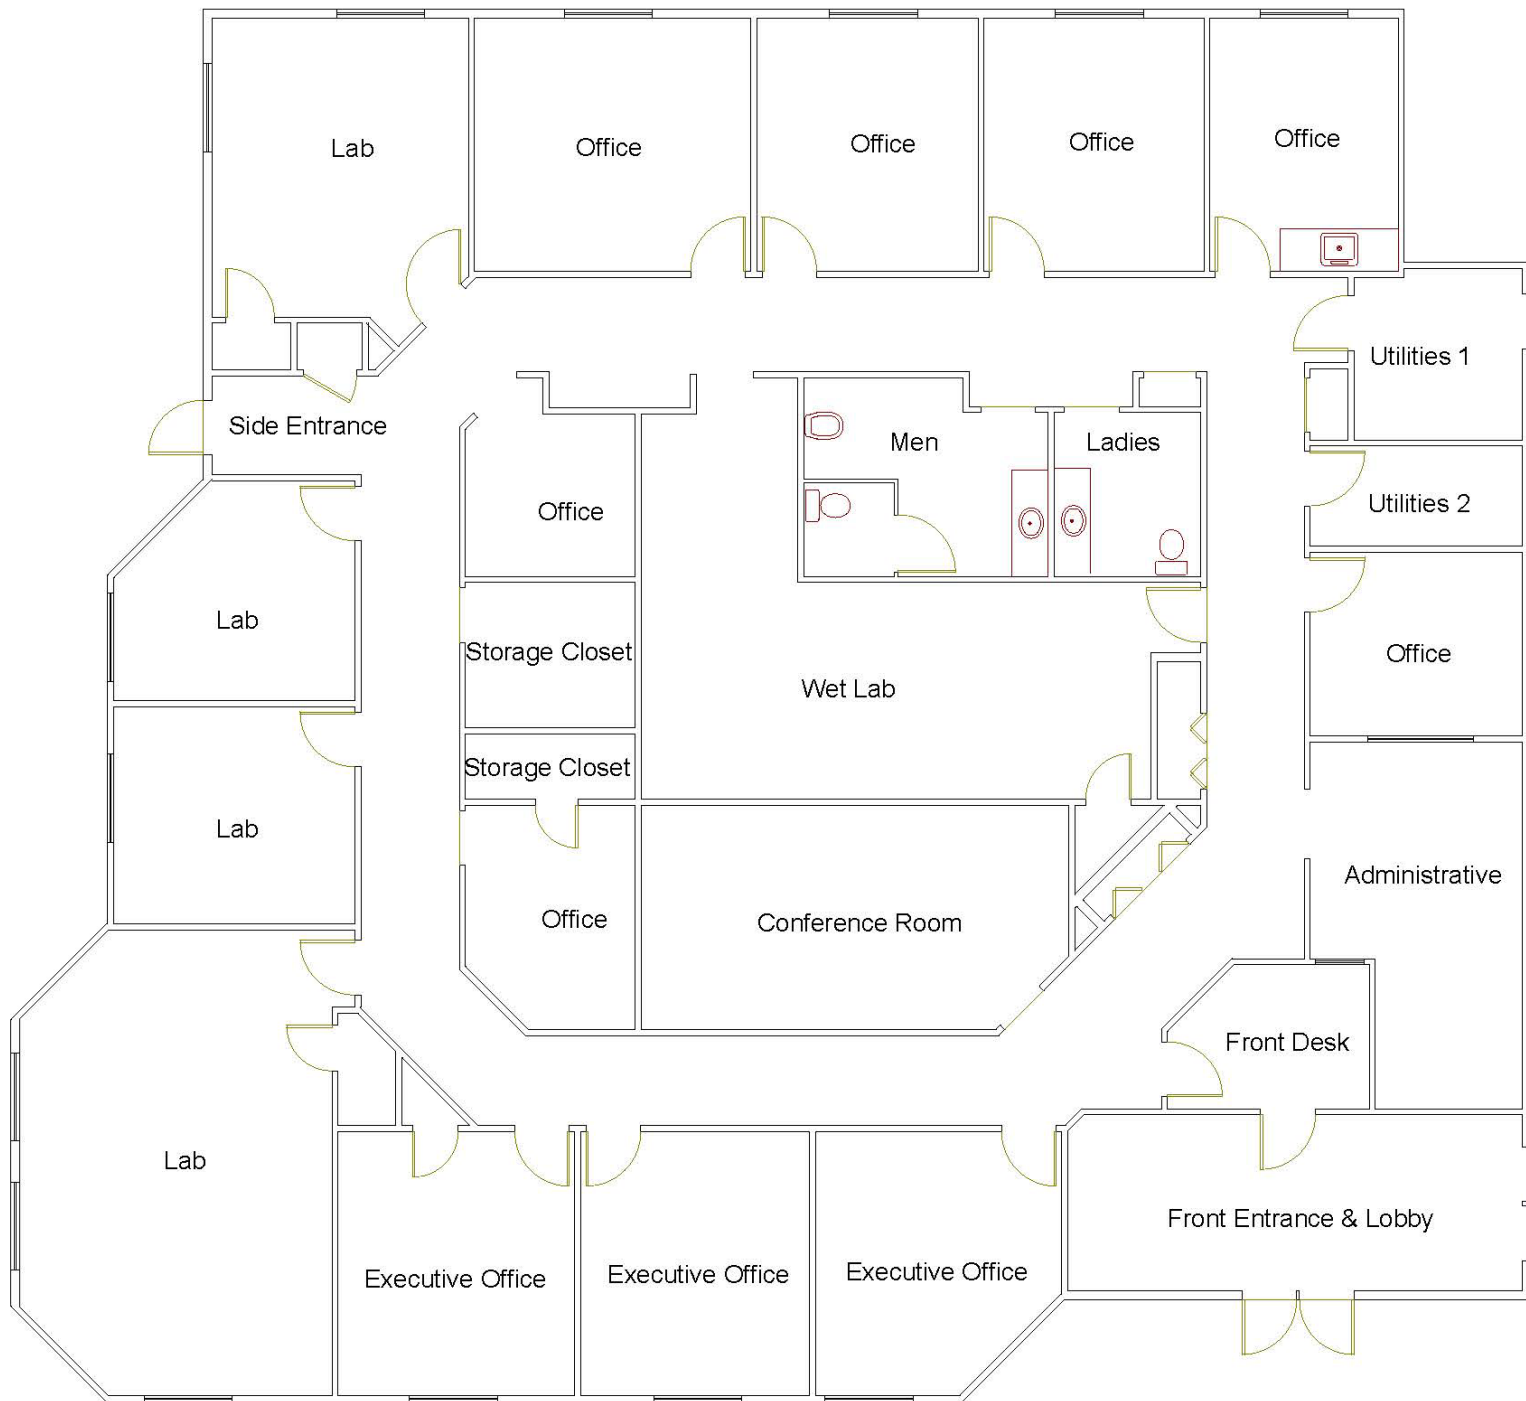 Lab
Office
Office
Office
Office
Utilities 1
Side Entrance
Men
Ladies
Office
Utilities 2
Lab
Storage Closet
Office
Wet Lab
Storage Closet
Lab
Administrative
Office
Conference Room
Front Desk
Lab
Front Entrance & Lobby
Executive Office
Executive Office
Executive Office